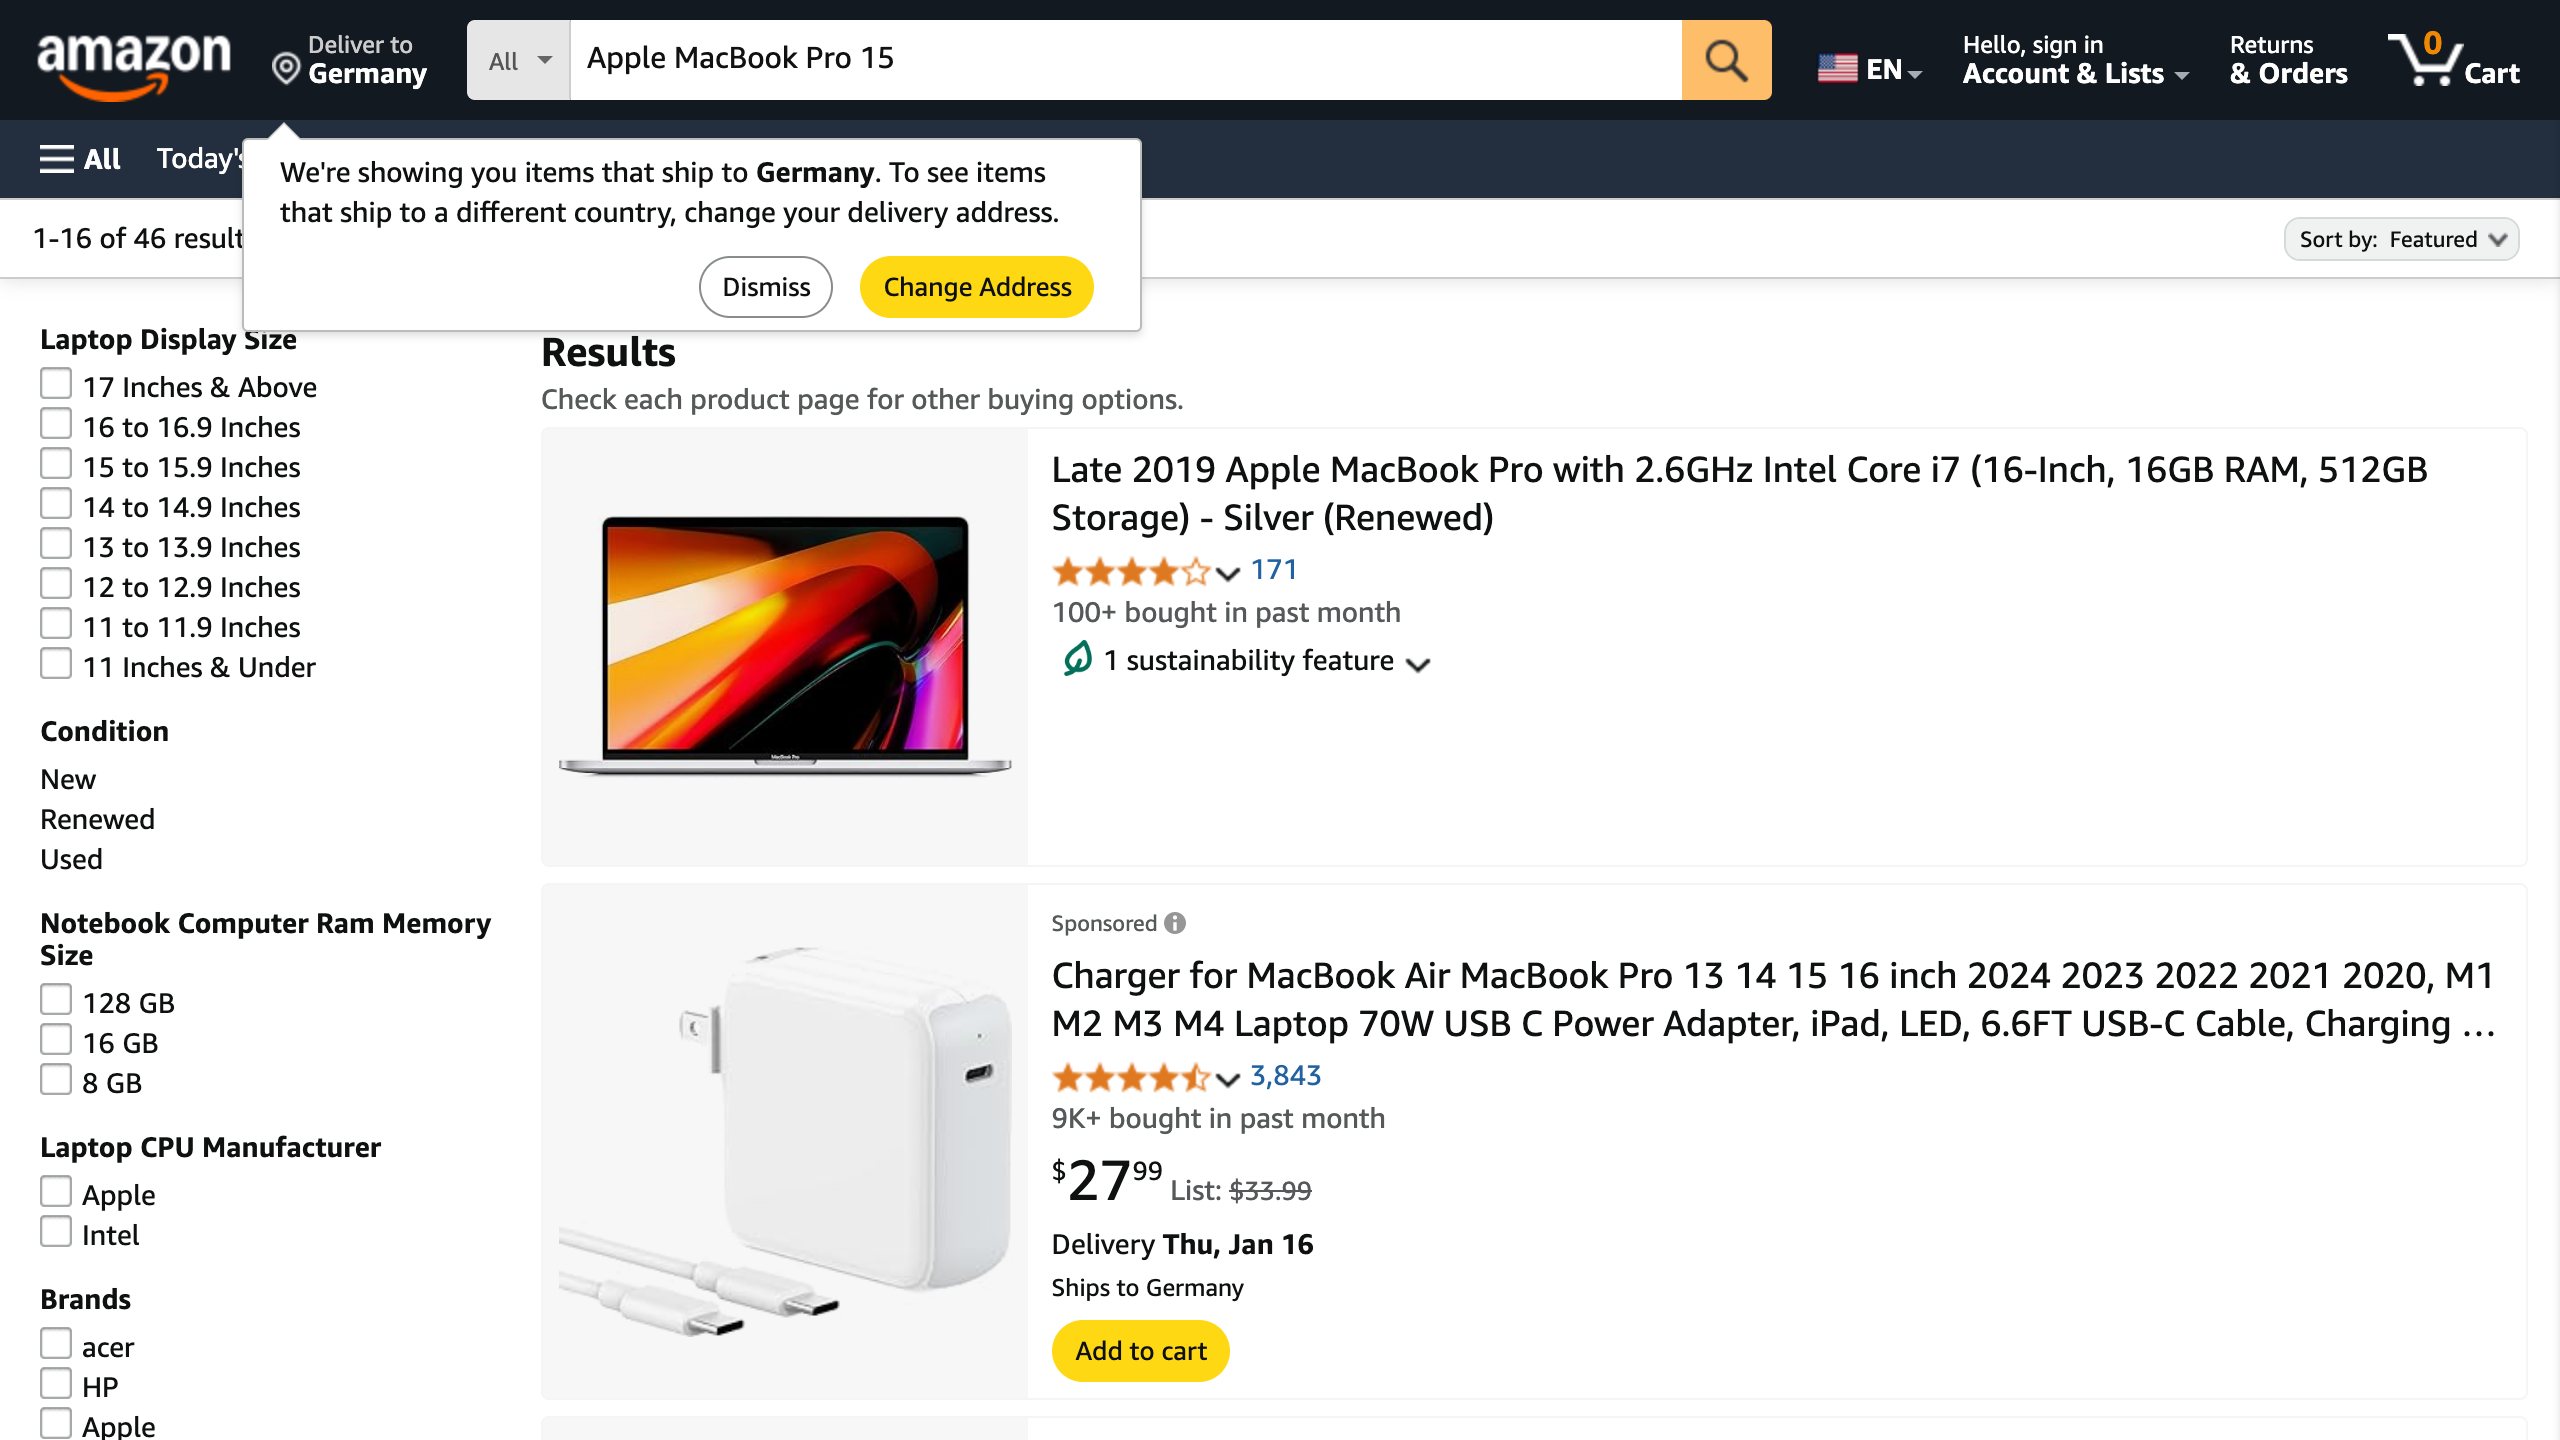 amazon
Deliver to
Germany
All
Apple MacBook Pro 15
EN
Hello, sign in
Account & Lists
Returns
& Orders
0
Cart
All
Today's
We're showing you items that ship to Germany. To see items
that ship to a different country, change your delivery address.
Dismiss
Change Address
1-16 of 46 result
Sort by: Featured
Laptop Display Size
17 Inches & Above
16 to 16.9 Inches
15 to 15.9 Inches
14 to 14.9 Inches
13 to 13.9 Inches
12 to 12.9 Inches
11 to 11.9 Inches
11 Inches & Under
Condition
New
Renewed
Used
Notebook Computer Ram Memory
Size
128 GB
16 GB
8 GB
Laptop CPU Manufacturer
Apple
Intel
Brands
acer
HP
Apple
Results
Check each product page for other buying options.
MacBook Pro
Late 2019 Apple MacBook Pro with 2.6GHz Intel Core i7 (16-Inch, 16GB RAM, 512GB
Storage) - Silver (Renewed)
171
100+ bought in past month
1 sustainability feature
Sponsored
Charger for MacBook Air MacBook Pro 13 14 15 16 inch 2024 2023 2022 2021 2020, M1
M2 M3 M4 Laptop 70W USB C Power Adapter, iPad, LED, 6.6FT USB-C Cable, Charging …
3,843
9K+ bought in past month
$27.99 List: $33.99
Delivery Thu, Jan 16
Ships to Germany
Add to cart